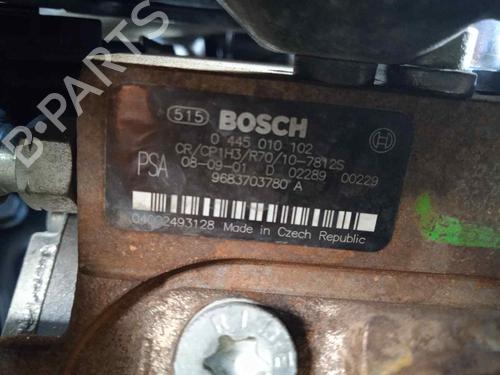 B-PARTS
515 BOSCH
0 445 010 102
CR/CP1H3/R70/10-7812S
PSA 08-09-01 D 02289 00229
9683703780 A
04002493128 Made in Czech Republic